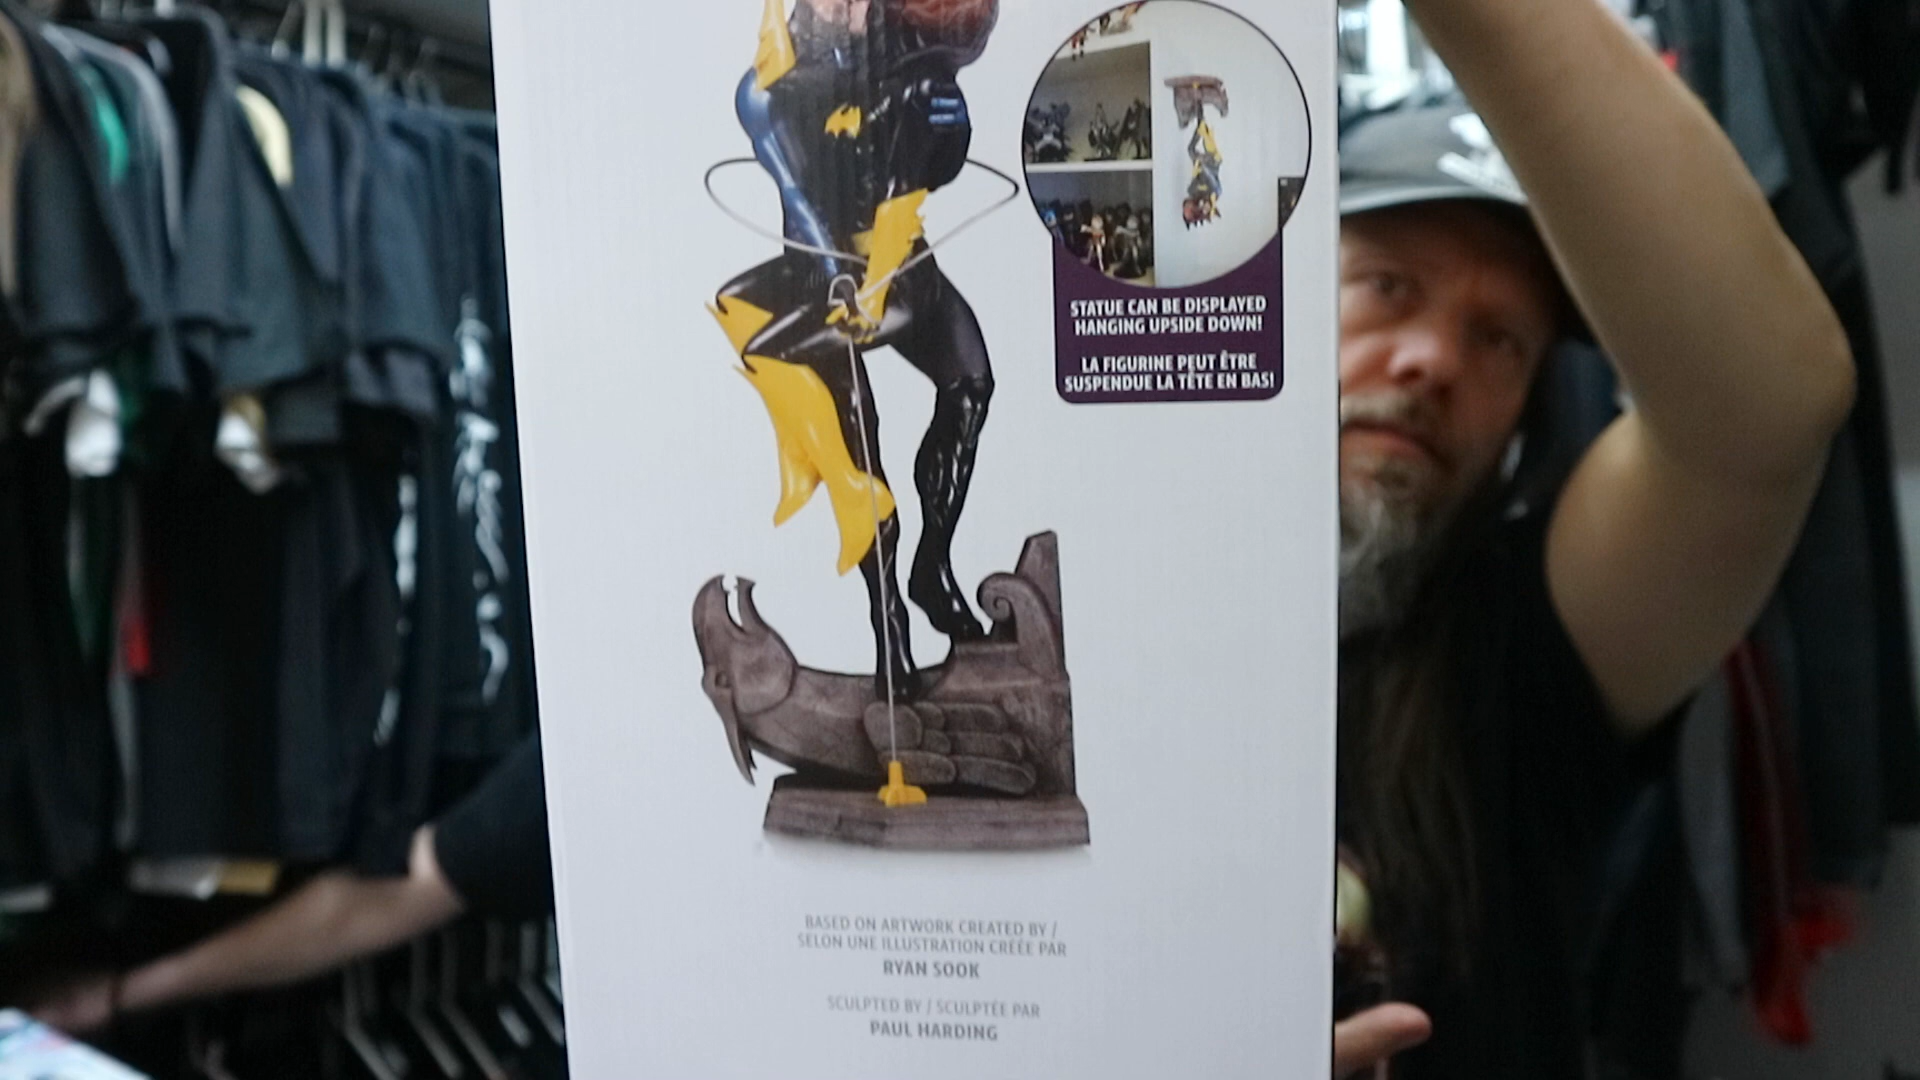 STATUE CAN BE DISPLAYED
HANGING UPSIDE DOWN!
LA FIGURINE PEUT ÊTRE
SUSPENDUE LA TÊTE EN BAS!
BASED ON ARTWORK CREATED BY /
SELON UNE ILLUSTRATION CRÉÉE PAR
RYAN SOOK
SCULPTED BY / SCULPTÉE PAR
PAUL HARDING